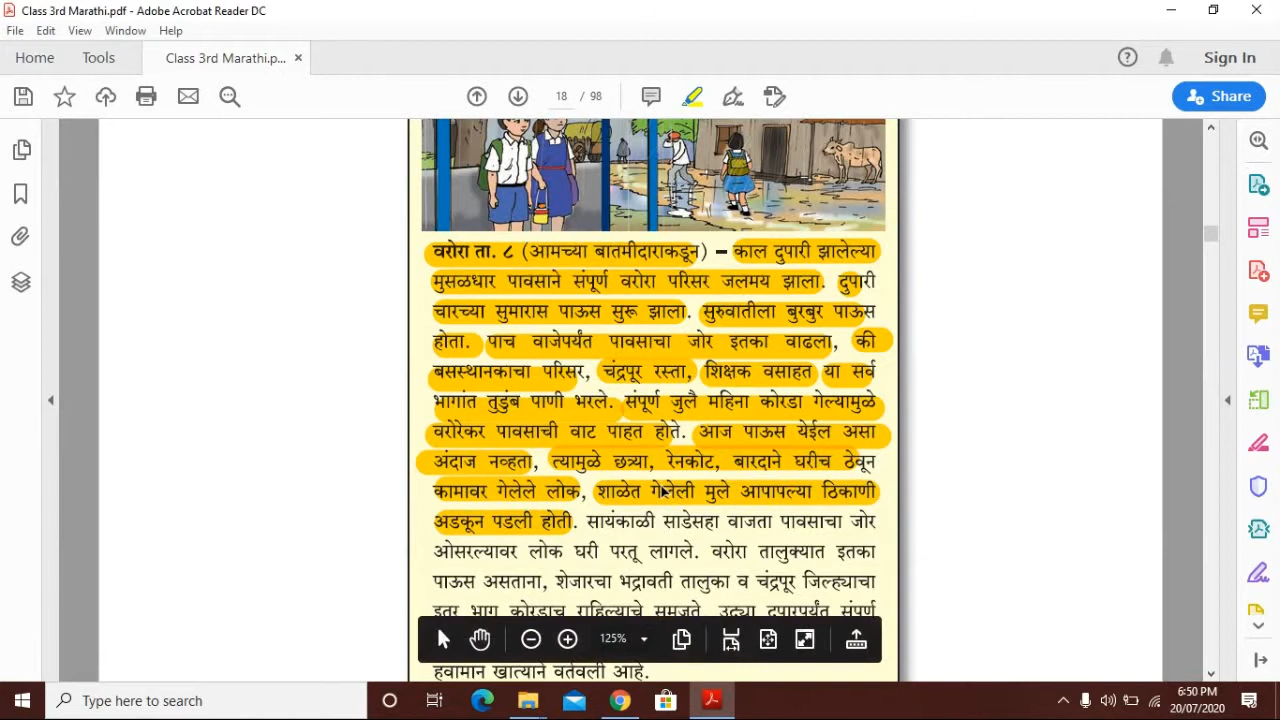 Class 3rd Marathi.pdf - Adobe Acrobat Reader DC
File Edit View Window Help
Home Tools Class 3rd Marathi.p... Sign In
18 / 98 Share
वरोरा ता. ८ (आमच्या बातमीदाराकडून) – काल दुपारी झालेल्या
मुसळधार पावसाने संपूर्ण वरोरा परिसर जलमय झाला. दुपारी
चारच्या सुमारास पाऊस सुरू झाला. सुरुवातीला बुरबुर पाऊस
होता. पाच वाजेपर्यंत पावसाचा जोर इतका वाढला, की
बसस्थानकाचा परिसर, चंद्रपूर रस्ता, शिक्षक वसाहत या सर्व
भागांत तुडुंब पाणी भरले. संपूर्ण जुलै महिना कोरडा गेल्यामुळे
वरोरेकर पावसाची वाट पाहत होते. आज पाऊस येईल असा
अंदाज नव्हता, त्यामुळे छत्र्या, रेनकोट, बारदाने घरीच ठेवून
कामावर गेलेले लोक, शाळेत गेलेली मुले आपापल्या ठिकाणी
अडकून पडली होती. सायंकाळी साडेसहा वाजता पावसाचा जोर
ओसरल्यावर लोक घरी परतू लागले. वरोरा तालुक्यात इतका
पाऊस असताना, शेजारचा भद्रावती तालुका व चंद्रपूर जिल्ह्याचा
इतर भाग कोरडाच राहिल्याचे समजते. उद्या दुपारपर्यंत संपूर्ण
125%
हवामान खात्याने वर्तवली आहे.
Type here to search
6:50 PM
20/07/2020